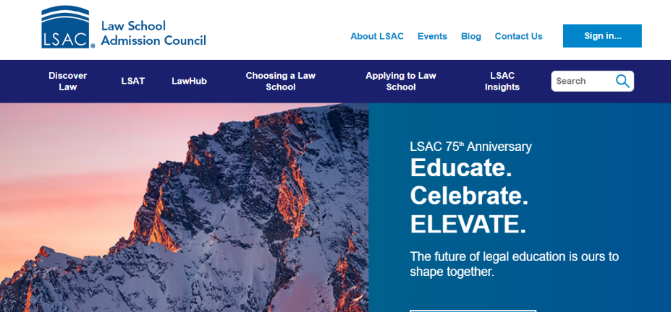 LSAC
Law School
Admission Council
About LSAC Events Blog Contact Us Sign in...
Discover Law LSAT LawHub Choosing a Law School Applying to Law School LSAC Insights Search
LSAC 75th Anniversary
Educate.
Celebrate.
ELEVATE.
The future of legal education is ours to
shape together.